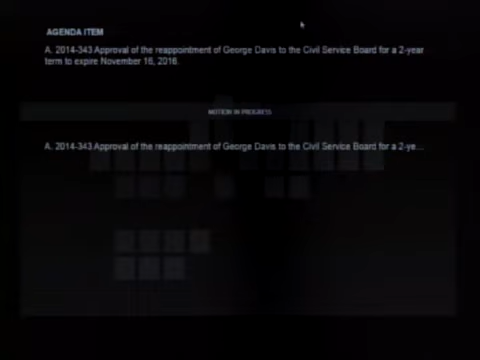 AGENDA ITEM
A. 2014-343 Approval of the reappointment of George Davis to the Civil Service Board for a 2-year
term to expire November 16, 2016.
MOTION IN PROGRESS
A. 2014-343 Approval of the reappointment of George Davis to the Civil Service Board for a 2-ye...